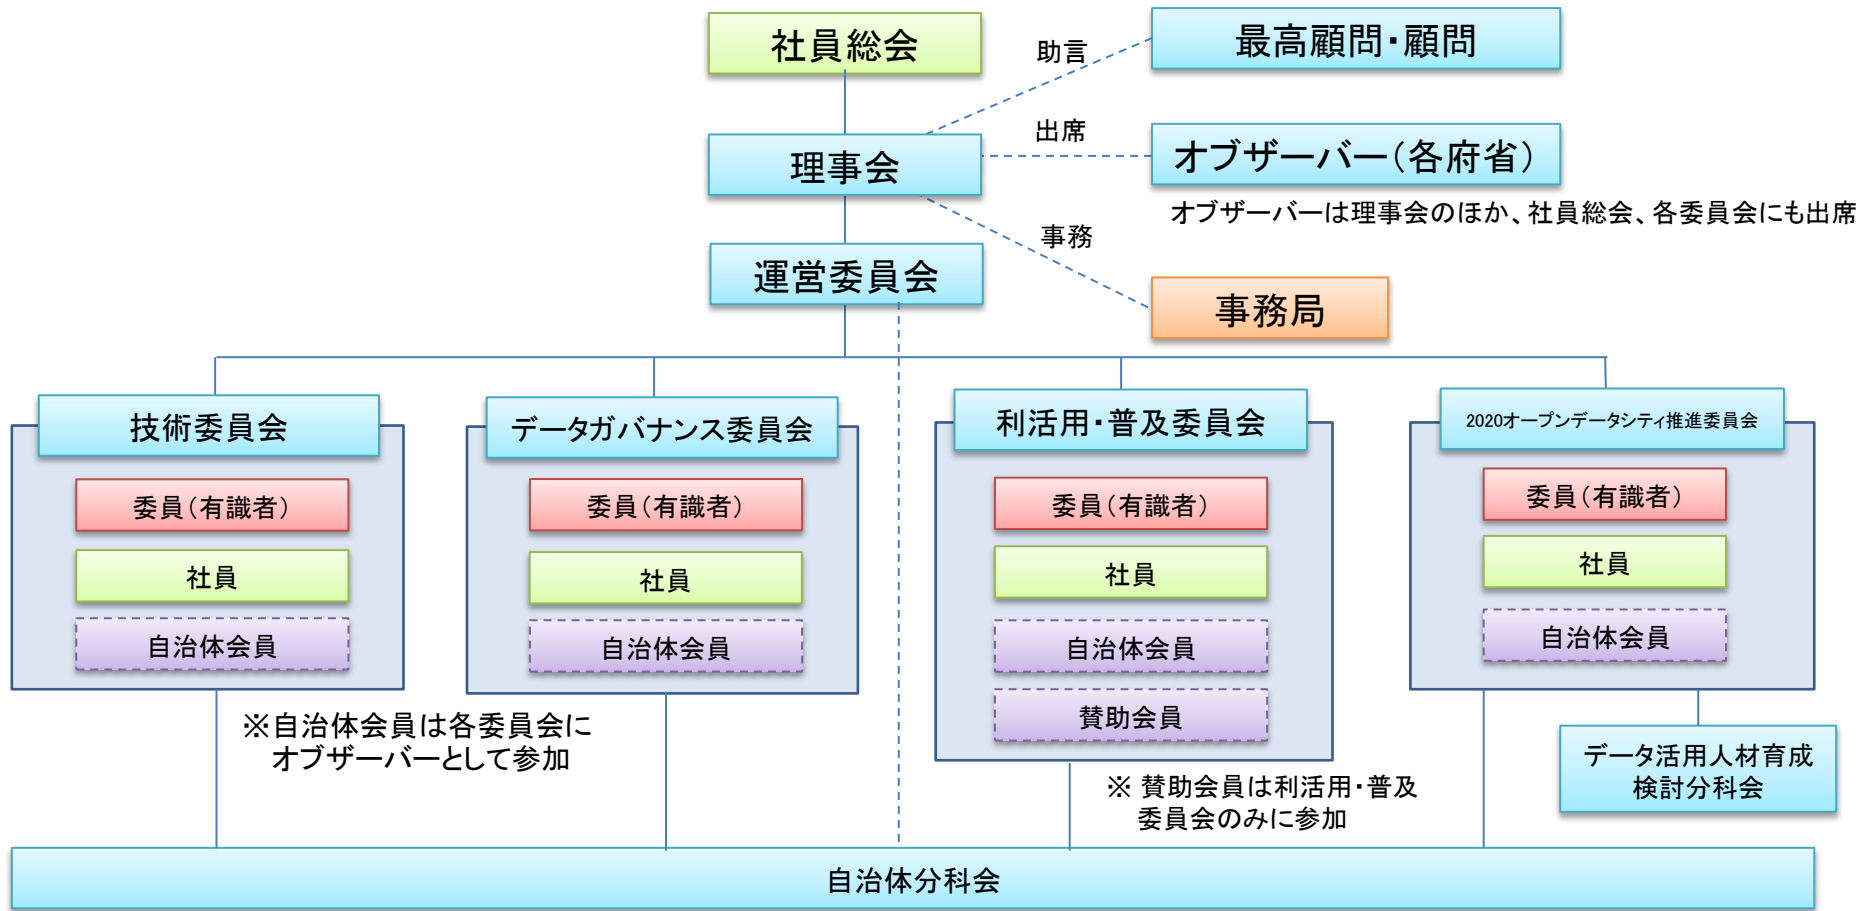 社員総会
助言
最高顧問・顧問
出席
理事会
オブザーバー(各府省)
オブザーバーは理事会のほか、社員総会、各委員会にも出席
事務
運営委員会
事務局
技術委員会
委員(有識者)
社員
自治体会員
データガバナンス委員会
委員(有識者)
社員
自治体会員
利活用・普及委員会
委員(有識者)
社員
自治体会員
賛助会員
2020オープンデータシティ推進委員会
委員(有識者)
社員
自治体会員
※自治体会員は各委員会に
オブザーバーとして参加
※ 賛助会員は利活用・普及
委員会のみに参加
データ活用人材育成
検討分科会
自治体分科会